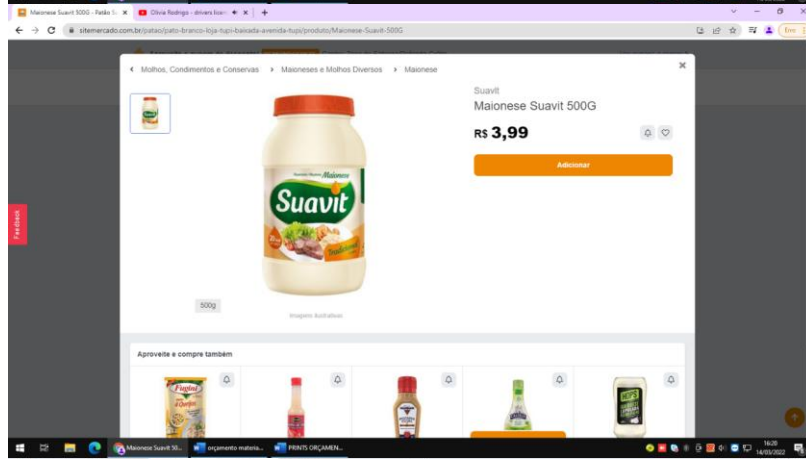 Maionese Suavit 500G - Patão Su
Olivia Rodrigo - drivers licen
sitemercado.com.br/patao/pato-branco-loja-tupi-baixada-avenida-tupi/produto/Maionese-Suavit-500G
Molhos, Condimentos e Conservas > Maioneses e Molhos Diversos > Maionese
Suavit
Maionese Suavit 500G
R$ 3,99
Adicionar
Maionese
Suavit
Tradicional
Feedback
500g
Imagens ilustrativas
Aproveite e compre também
Fugini
Maionese Suavit 50...
orçamento materia...
PRINTS ORÇAMEN...
16:20
14/03/2022